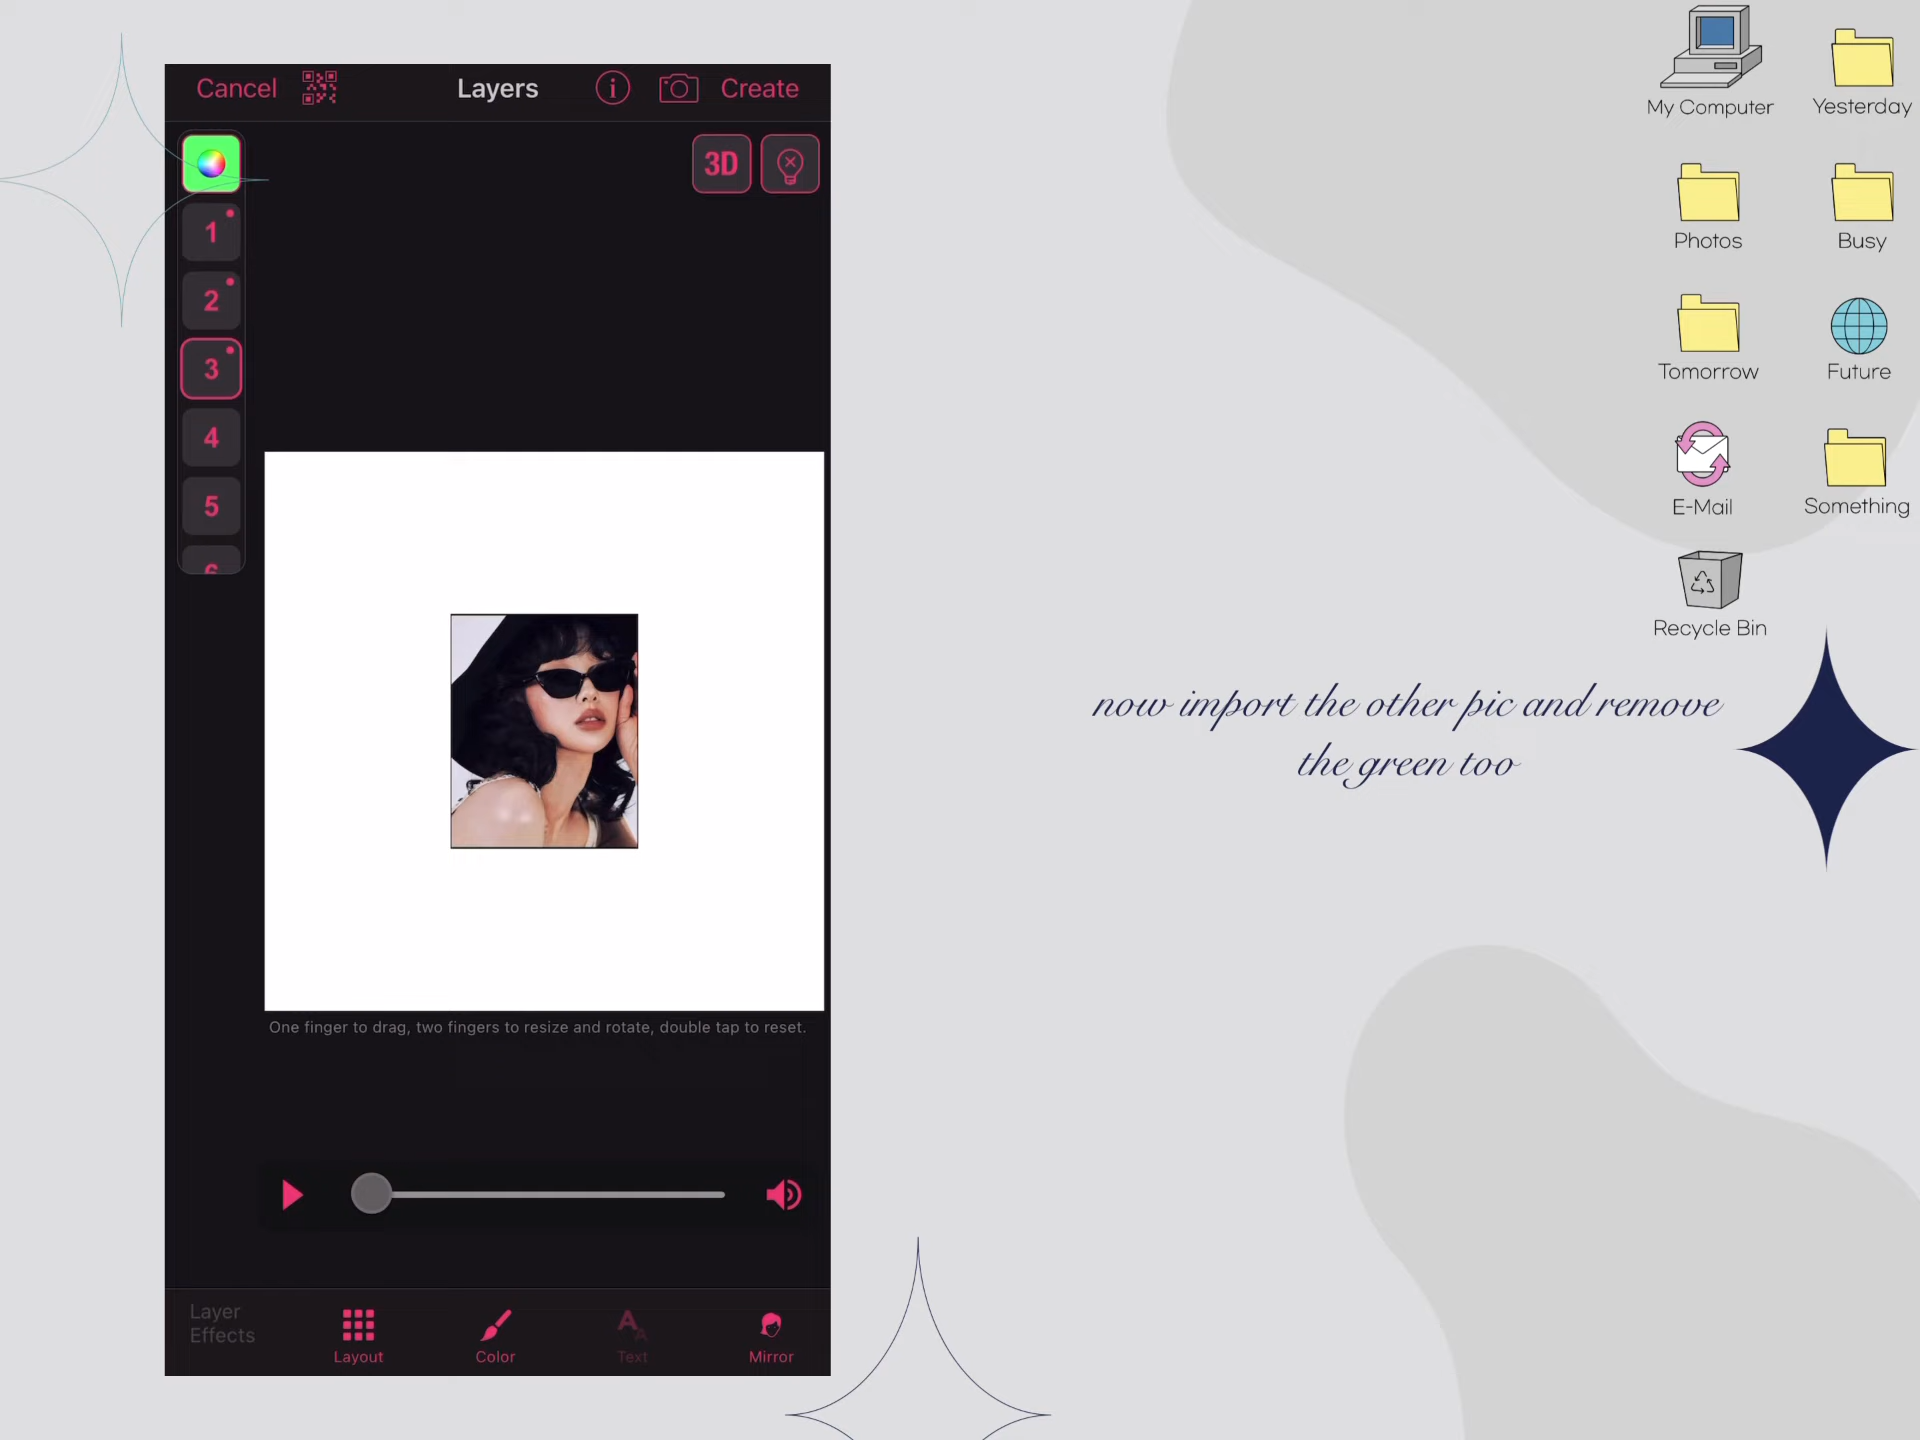 Cancel
Layers
i
Create
3D
1
2
3
4
5
6
One finger to drag, two fingers to resize and rotate, double tap to reset.
Layer
Effects
Layout
Color
Text
Mirror
My Computer
Yesterday
Photos
Busy
Tomorrow
Future
E-Mail
Something
Recycle Bin
now import the other pic and remove
the green too